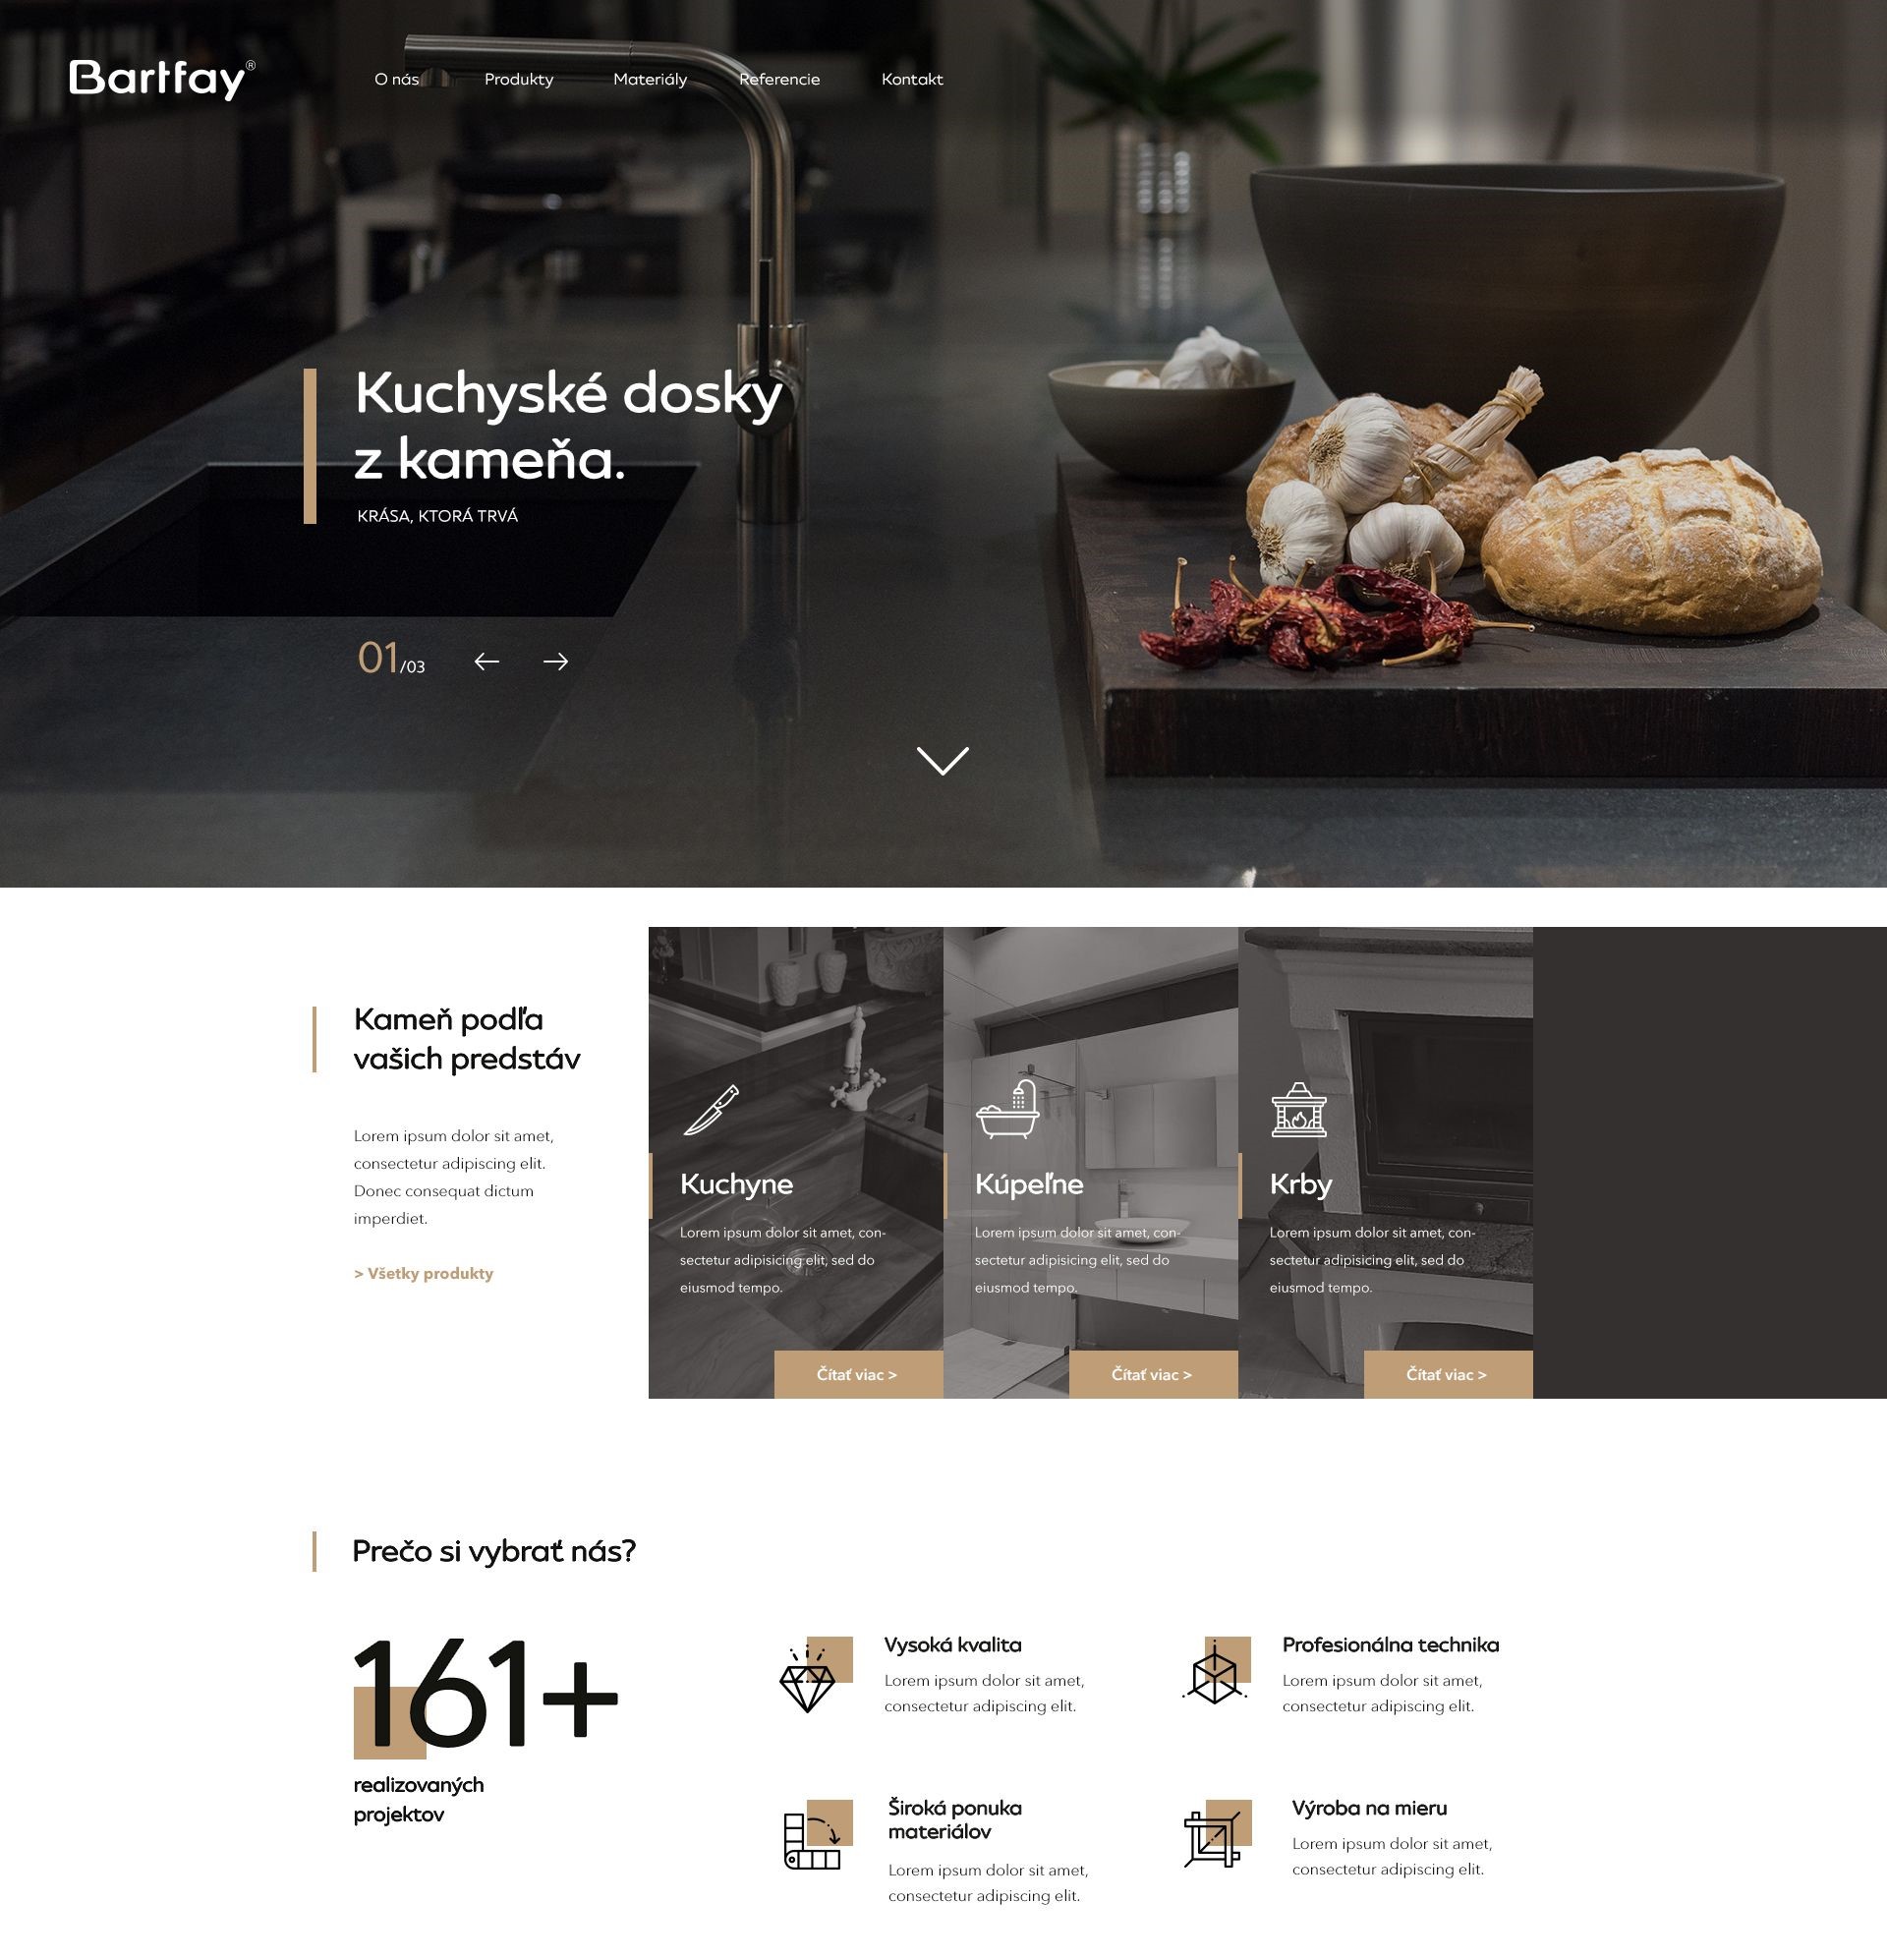 Bartfay®
O nás
Produkty
Materiály
Referencie
Kontakt
Kuchyské dosky
z kameňa.
KRÁSA, KTORÁ TRVÁ
01/03
Kameň podľa
vašich predstáv
Lorem ipsum dolor sit amet,
consectetur adipiscing elit.
Donec consequat dictum
imperdiet.
> Všetky produkty
Kuchyne
Lorem ipsum dolor sit amet, con-
sectetur adipisicing elit, sed do
eiusmod tempo.
Čítať viac >
Kúpeľne
Lorem ipsum dolor sit amet, con-
sectetur adipisicing elit, sed do
eiusmod tempo.
Čítať viac >
Krby
Lorem ipsum dolor sit amet, con-
sectetur adipisicing elit, sed do
eiusmod tempo.
Čítať viac >
Prečo si vybrať nás?
161+
realizovaných
projektov
Vysoká kvalita
Lorem ipsum dolor sit amet,
consectetur adipiscing elit.
Profesionálna technika
Lorem ipsum dolor sit amet,
consectetur adipiscing elit.
Široká ponuka
materiálov
Lorem ipsum dolor sit amet,
consectetur adipiscing elit.
Výroba na mieru
Lorem ipsum dolor sit amet,
consectetur adipiscing elit.